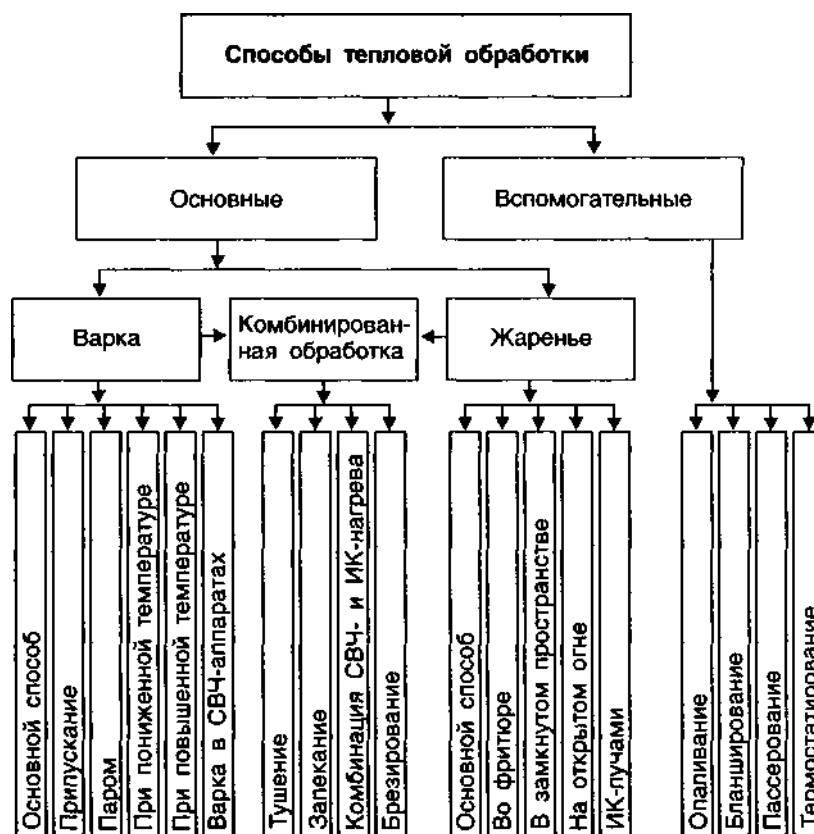 Способы тепловой обработки
Основные
Вспомогательные
Варка
Комбинирован-
ная обработка
Жаренье
Основной способ
Припускание
Паром
При пониженной температуре
При повышенной температуре
Варка в СВЧ-аппаратах
Тушение
Запекание
Комбинация СВЧ- и ИК-нагрева
Брезирование
Основной способ
Во фритюре
В замкнутом пространстве
На открытом огне
ИК-лучами
Опаливание
Бланширование
Пассерование
Термостатирование